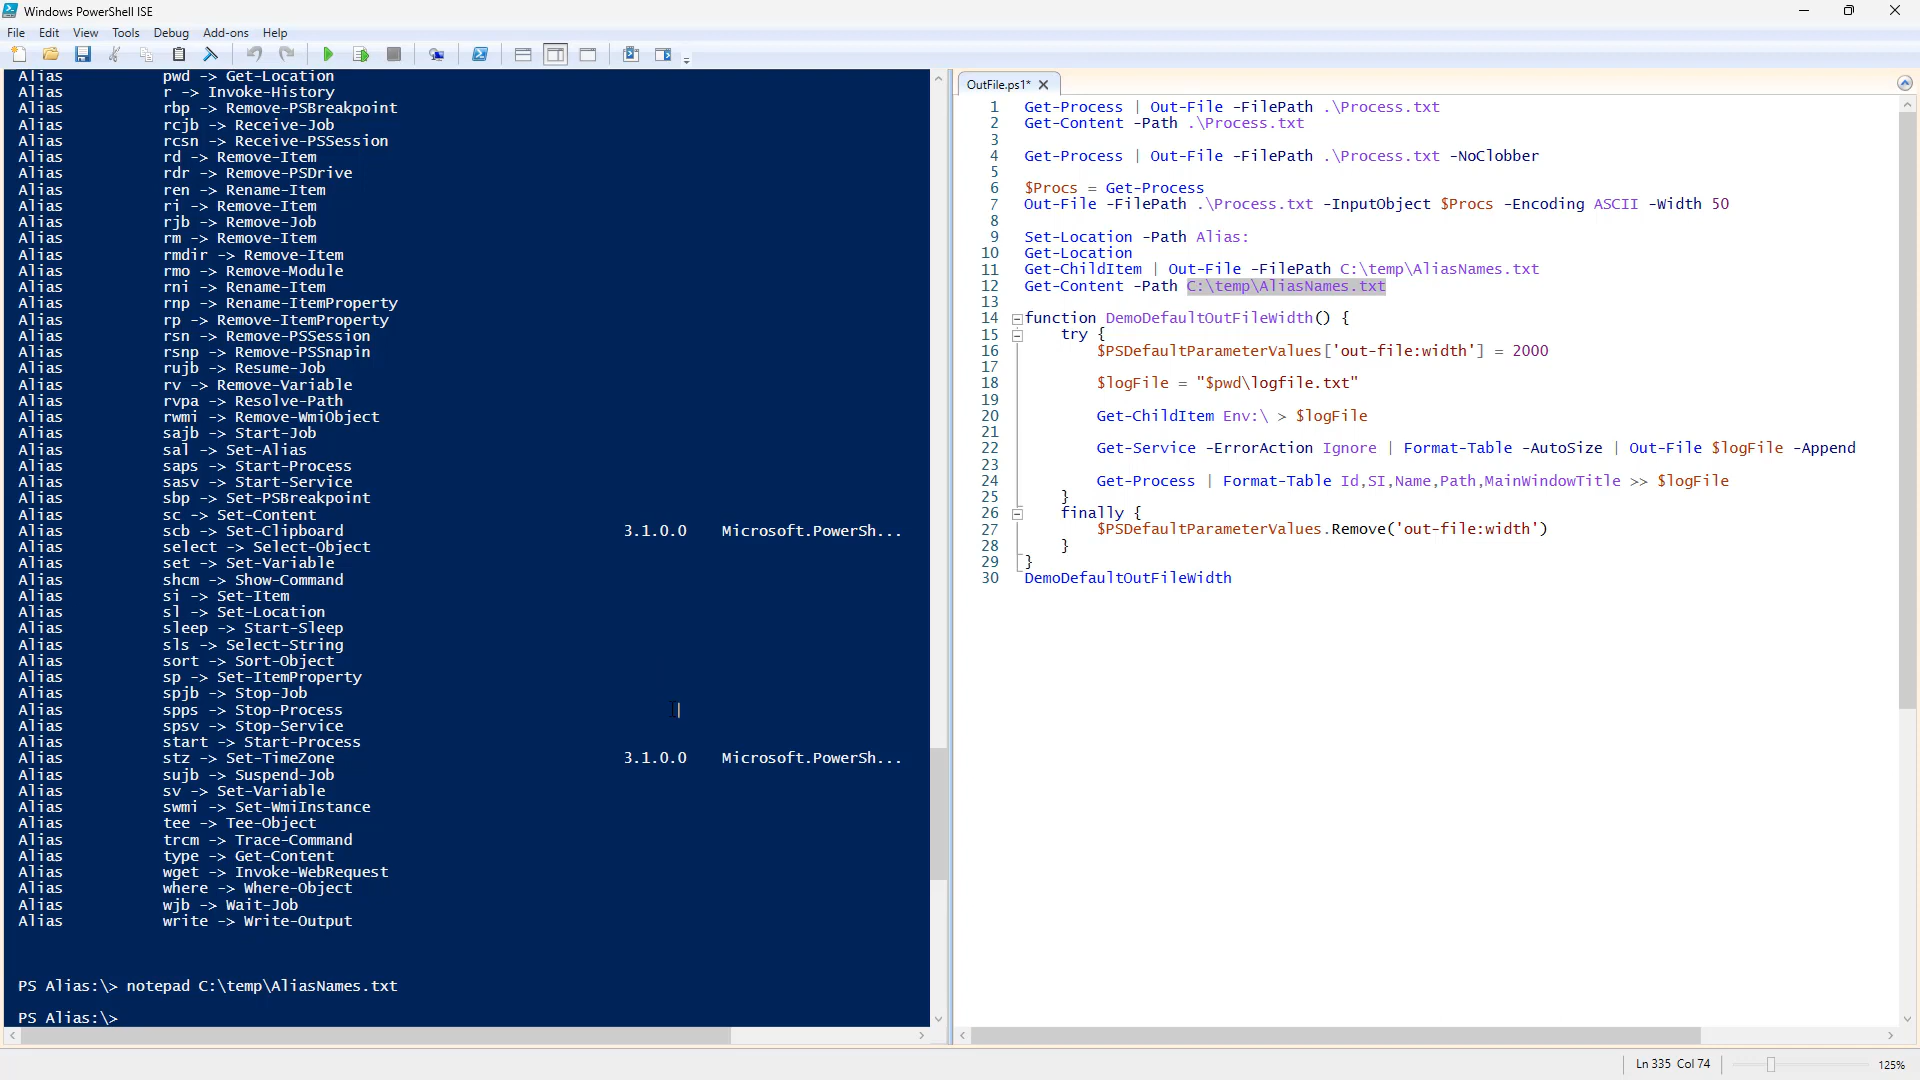 Windows PowerShell ISE
File Edit View Tools Debug Add-ons Help
Alias pwd -> Get-Location
Alias r -> Invoke-History
Alias rbp -> Remove-PSBreakpoint
Alias rcjb -> Receive-Job
Alias rcsn -> Receive-PSSession
Alias rd -> Remove-Item
Alias rdr -> Remove-PSDrive
Alias ren -> Rename-Item
Alias ri -> Remove-Item
Alias rjb -> Remove-Job
Alias rm -> Remove-Item
Alias rmdir -> Remove-Item
Alias rmo -> Remove-Module
Alias rni -> Rename-Item
Alias rnp -> Rename-ItemProperty
Alias rp -> Remove-ItemProperty
Alias rsn -> Remove-PSSession
Alias rsnp -> Remove-PSSnapin
Alias rujb -> Resume-Job
Alias rv -> Remove-Variable
Alias rvpa -> Resolve-Path
Alias rwmi -> Remove-WmiObject
Alias sajb -> Start-Job
Alias sal -> Set-Alias
Alias saps -> Start-Process
Alias sasv -> Start-Service
Alias sbp -> Set-PSBreakpoint
Alias sc -> Set-Content
Alias scb -> Set-Clipboard 3.1.0.0 Microsoft.PowerSh...
Alias select -> Select-Object
Alias set -> Set-Variable
Alias shcm -> Show-Command
Alias si -> Set-Item
Alias sl -> Set-Location
Alias sleep -> Start-Sleep
Alias sls -> Select-String
Alias sort -> Sort-Object
Alias sp -> Set-ItemProperty
Alias spjb -> Stop-Job
Alias spps -> Stop-Process
Alias spsv -> Stop-Service
Alias start -> Start-Process
Alias stz -> Set-TimeZone 3.1.0.0 Microsoft.PowerSh...
Alias sujb -> Suspend-Job
Alias sv -> Set-Variable
Alias swmi -> Set-WmiInstance
Alias tee -> Tee-Object
Alias trcm -> Trace-Command
Alias type -> Get-Content
Alias wget -> Invoke-WebRequest
Alias where -> Where-Object
Alias wjb -> Wait-Job
Alias write -> Write-Output
PS Alias:\> notepad C:\temp\AliasNames.txt
PS Alias:\>
OutFile.ps1*
1 Get-Process | Out-File -FilePath .\Process.txt
2 Get-Content -Path .\Process.txt
3
4 Get-Process | Out-File -FilePath .\Process.txt -NoClobber
5
6 $Procs = Get-Process
7 Out-File -FilePath .\Process.txt -InputObject $Procs -Encoding ASCII -Width 50
8
9 Set-Location -Path Alias:
10 Get-Location
11 Get-ChildItem | Out-File -FilePath C:\temp\AliasNames.txt
12 Get-Content -Path C:\temp\AliasNames.txt
13
14 function DemoDefaultOutFileWidth() {
15 try {
16 $PSDefaultParameterValues['out-file:width'] = 2000
17
18 $logFile = "$pwd\logfile.txt"
19
20 Get-ChildItem Env:\ > $logFile
21
22 Get-Service -ErrorAction Ignore | Format-Table -AutoSize | Out-File $logFile -Append
23
24 Get-Process | Format-Table Id,SI,Name,Path,MainWindowTitle >> $logFile
25 }
26 finally {
27 $PSDefaultParameterValues.Remove('out-file:width')
28 }
29 }
30 DemoDefaultOutFileWidth
Ln 335 Col 74
125%